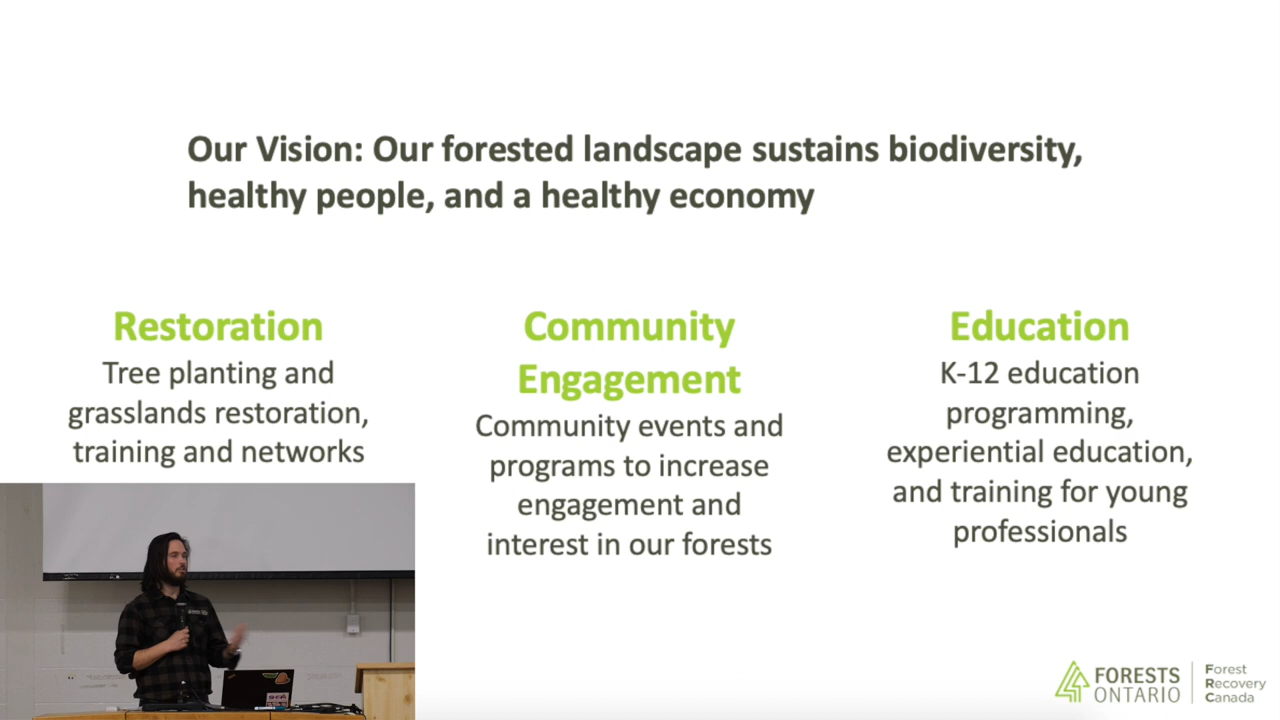 Our Vision: Our forested landscape sustains biodiversity,
healthy people, and a healthy economy
Restoration
Tree planting and
grasslands restoration,
training and networks
Community
Engagement
Community events and
programs to increase
engagement and
interest in our forests
Education
K-12 education
programming,
experiential education,
and training for young
professionals
FORESTS
ONTARIO
Forest
Recovery
Canada